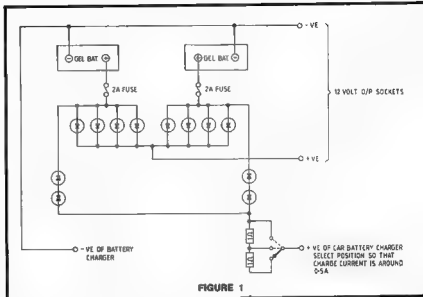 -VE
GEL BAT
GEL BAT
2A FUSE
2A FUSE
12 VOLT O/P SOCKETS
+VE
-VE OF BATTERY
CHARGER
+VE OF CAR BATTERY CHARGER
SELECT POSITION SO THAT
CHARGE CURRENT IS AROUND
0·5A
FIGURE 1